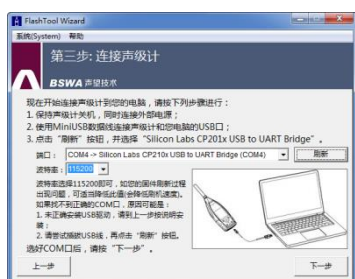 FlashTool Wizard
系统(System) 帮助
第三步: 连接声级计
BSWA 声望技术
现在开始连接声级计到您的电脑，请按下列步骤进行：
1. 保持声级计关机，同时连接外部电源；
2. 使用MiniUSB数据线连接声级计和您电脑的USB口；
3. 点击“刷新”按钮，并选择“Silicon Labs CP201x USB to UART Bridge”.
端口： COM4 -> Silicon Labs CP210x USB to UART Bridge (COM4) 刷新
波特率： 115200
波特率选择115200即可，如您的固件刷新过程
出现问题，可适当降低此值(会降低刷机速度)。
如果找不到正确的COM口，原因可能是：
1. 未正确安装USB驱动，请到上一步按说明安
装；
2. 请尝试插拔USB线，再点击“刷新”按钮。
选好COM口后，请按“下一步”.
上一步 下一步